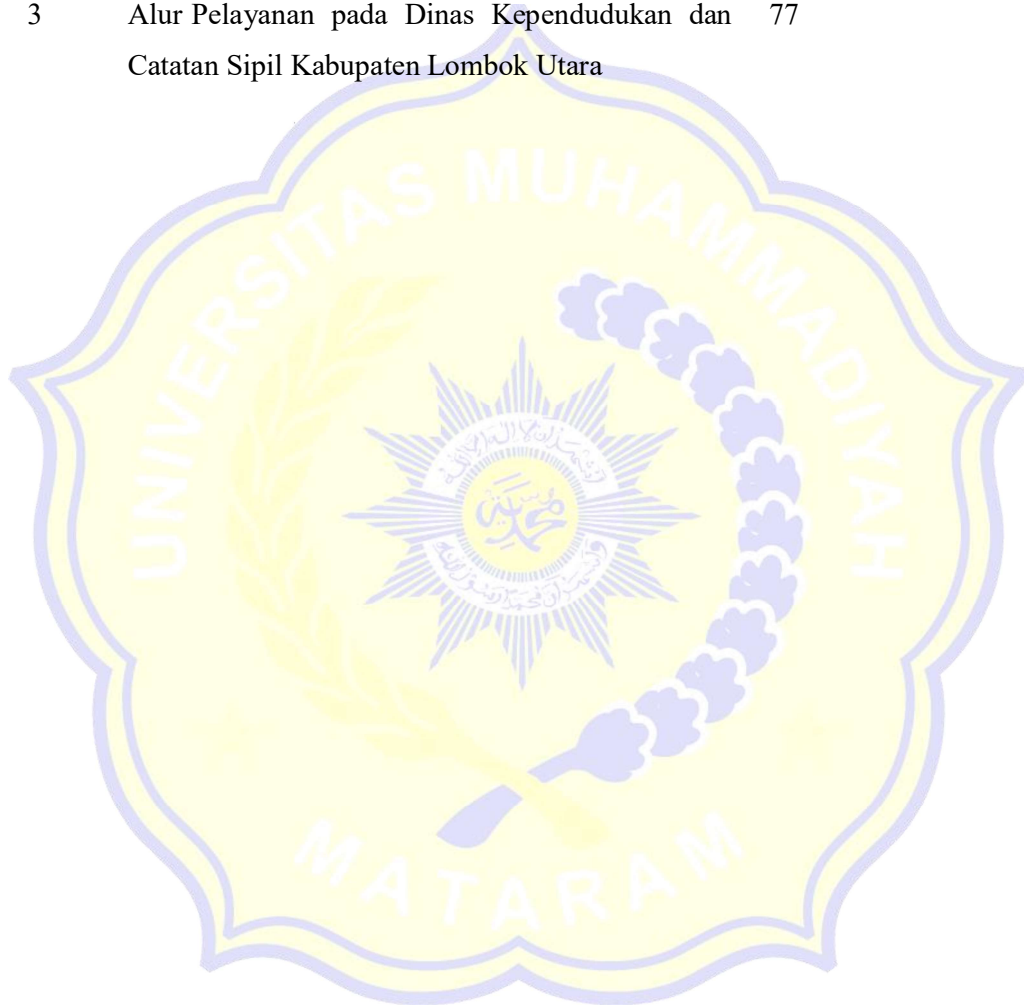 3 Alur Pelayanan pada Dinas Kependudukan dan 77
Catatan Sipil Kabupaten Lombok Utara
UNIVERSITAS MUHAMMADIYAH
MATARAM